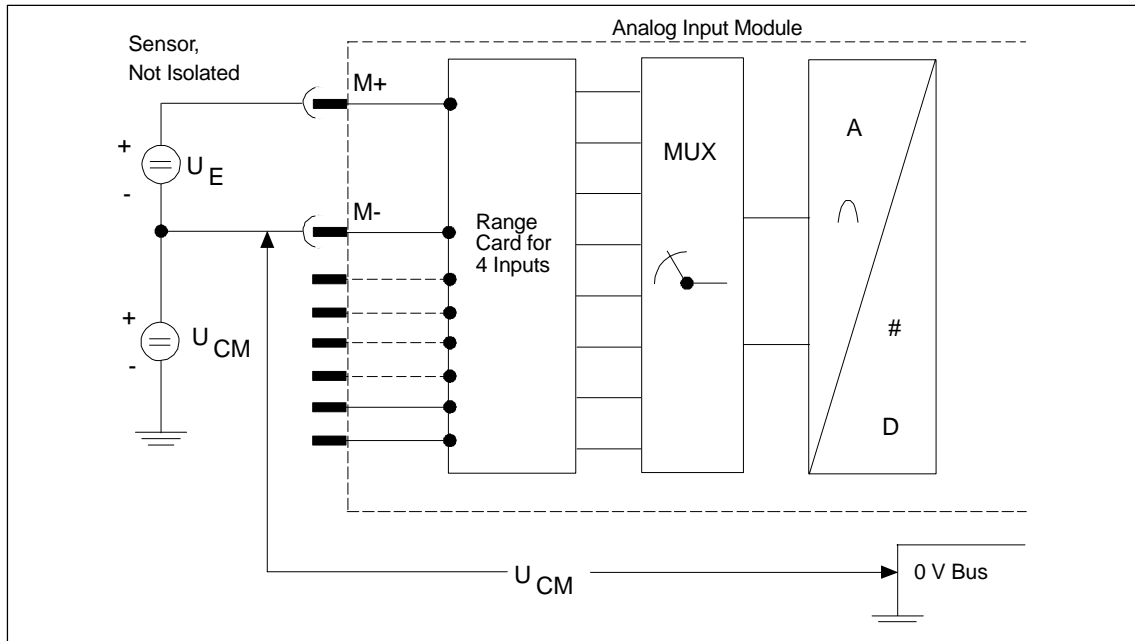 Analog Input Module
Sensor,
Not Isolated
M+
+
U E
-
M-
Range
Card for
4 Inputs
MUX
A
#
D
+
U CM
-
U CM
0 V Bus